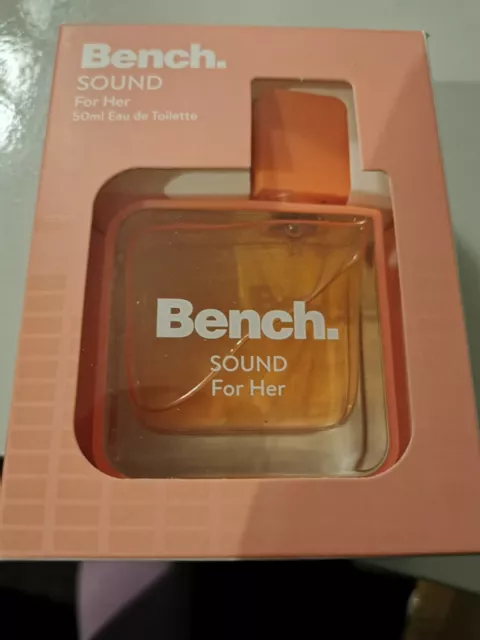 Bench.
SOUND
For Her
50ml Eau de Toilette
Bench.
SOUND
For Her